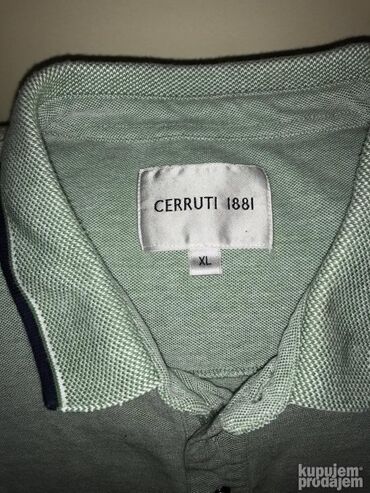 CERRUTI 1881
XL
kupujem
prodajem